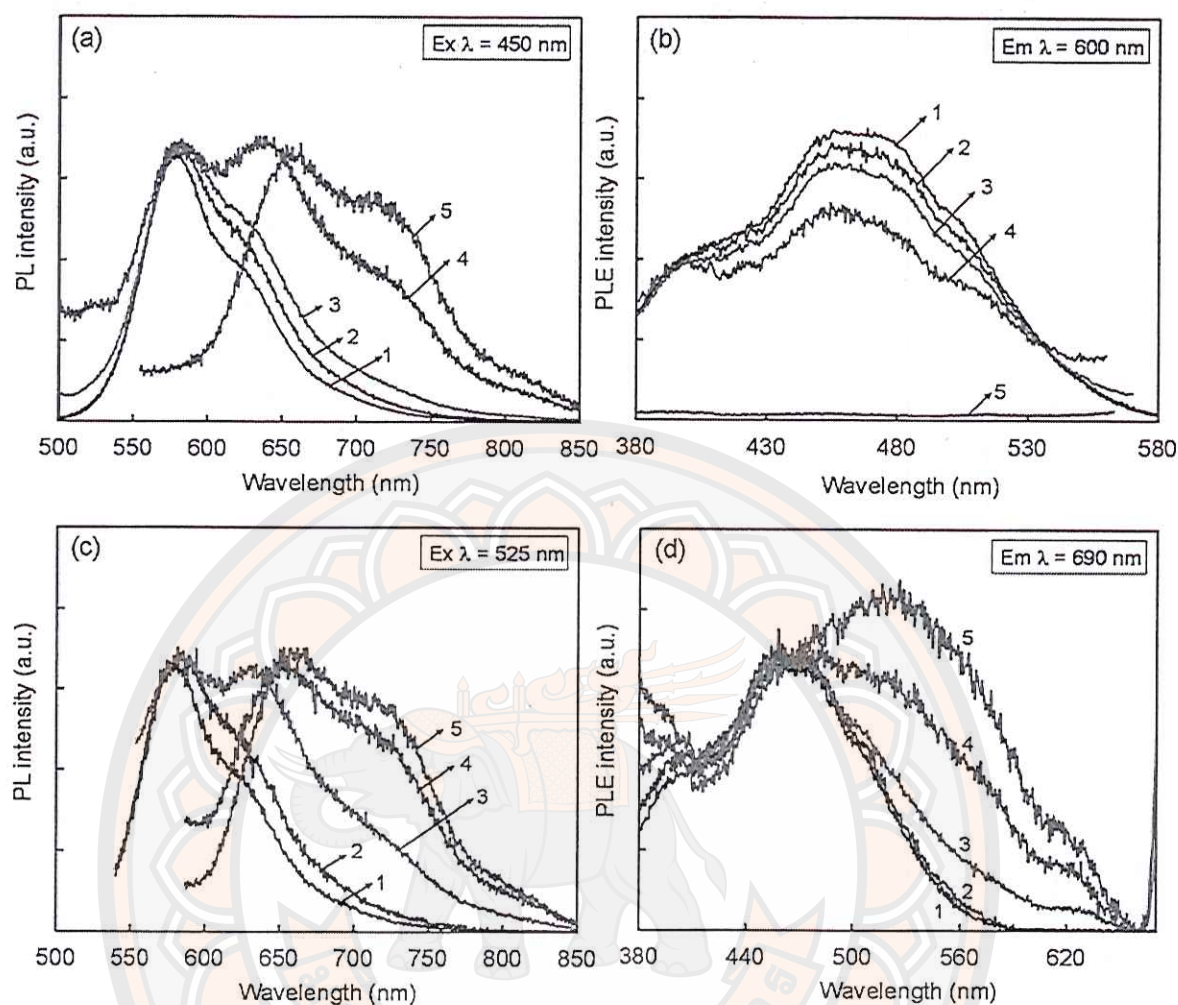 (a)
Ex λ = 450 nm
PL intensity (a.u.)
5
4
3
2
1
500 550 600 650 700 750 800 850
Wavelength (nm)
(b)
Em λ = 600 nm
PLE intensity (a.u.)
1
2
3
4
5
380 430 480 530 580
Wavelength (nm)
(c)
Ex λ = 525 nm
PL intensity (a.u.)
5
4
3
2
1
500 550 600 650 700 750 800 850
Wavelength (nm)
(d)
Em λ = 690 nm
PLE intensity (a.u.)
5
4
3
2
1
380 440 500 560 620
Wavelength (nm)